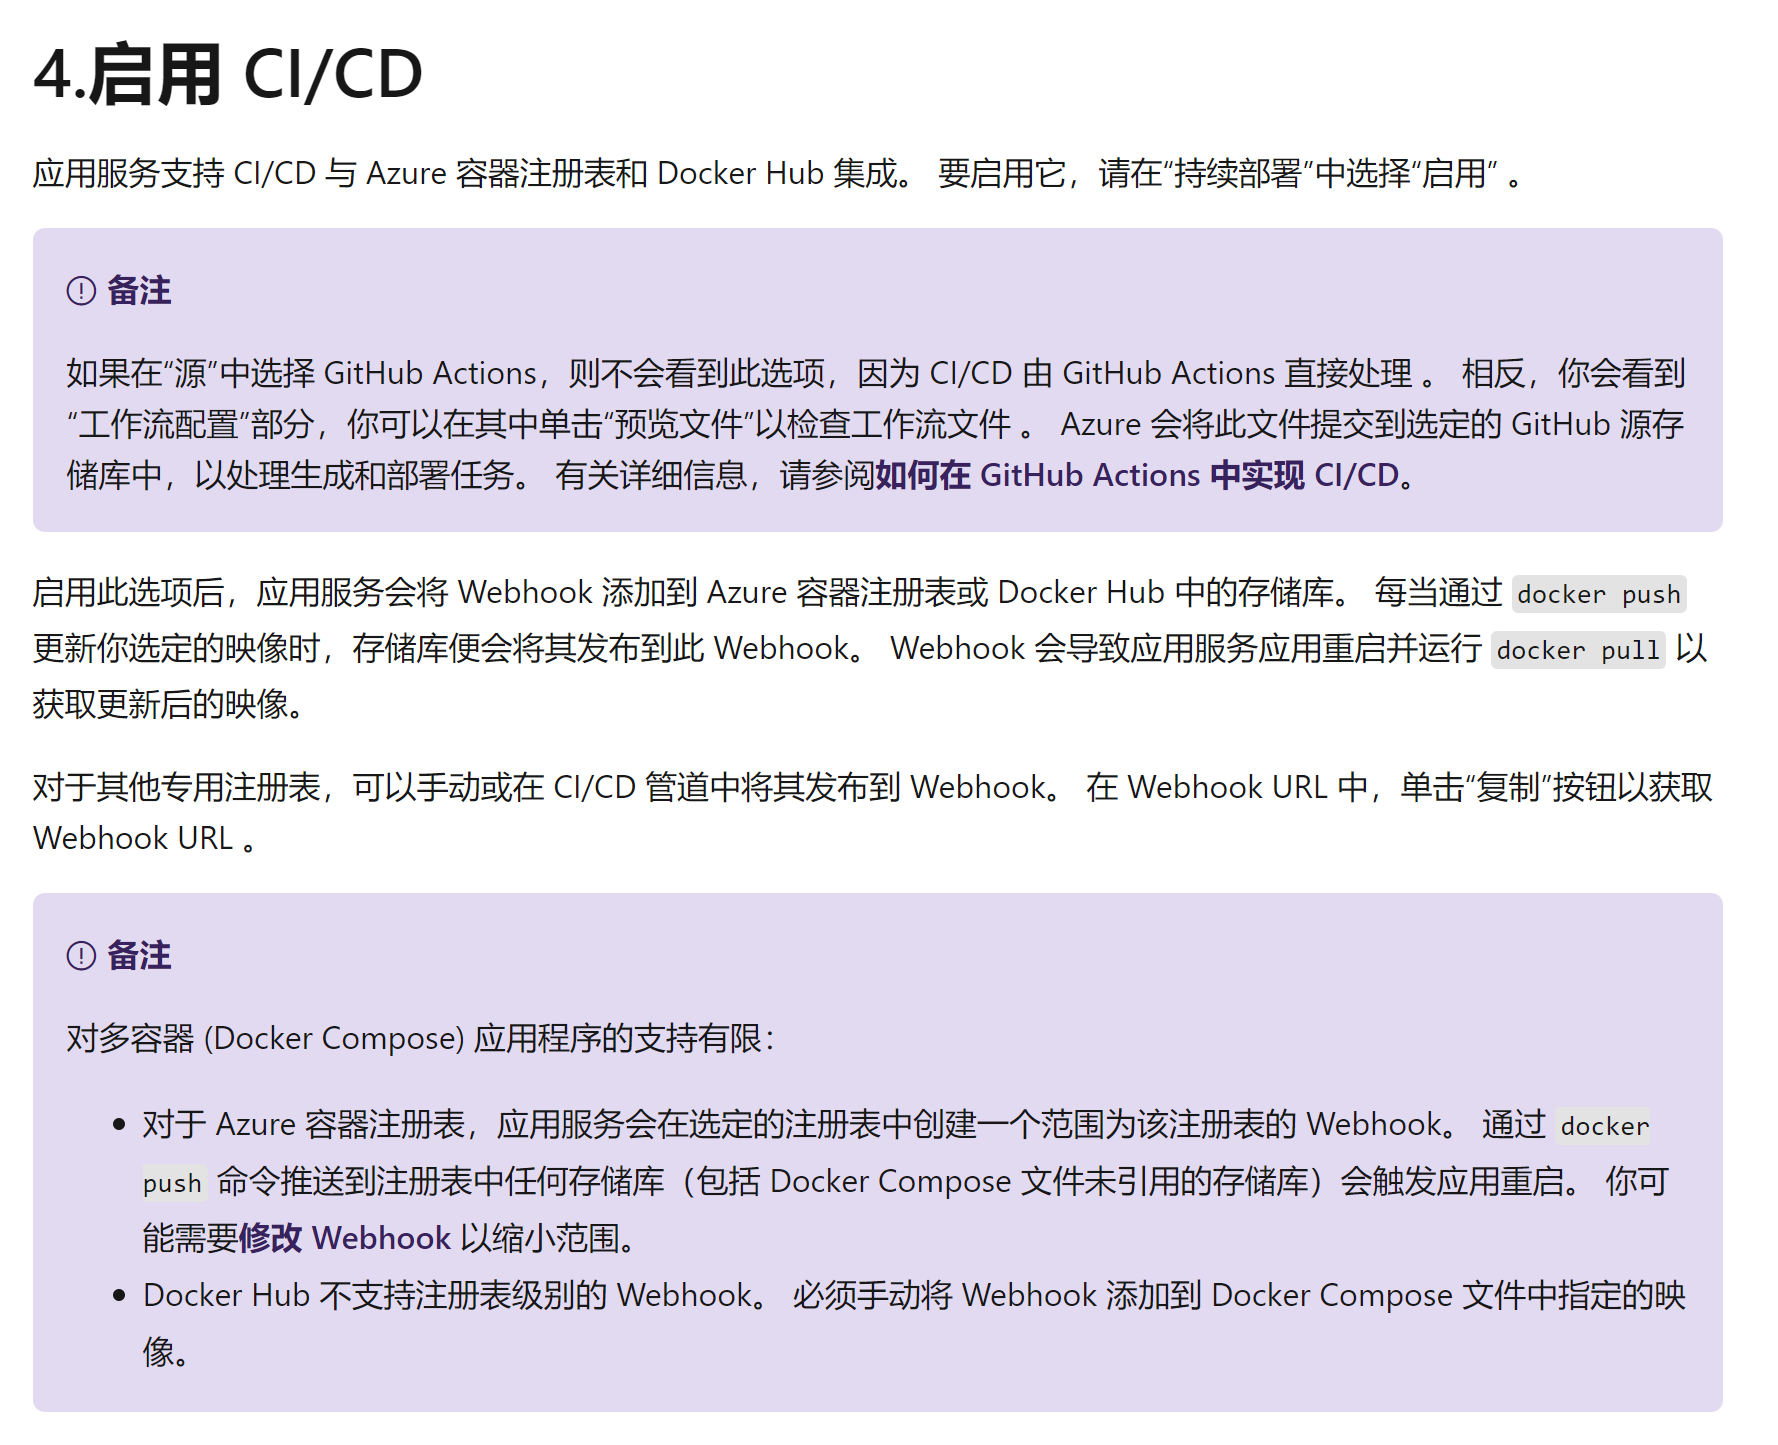 4.启用 CI/CD
应用服务支持 CI/CD 与 Azure 容器注册表和 Docker Hub 集成。 要启用它，请在“持续部署”中选择“启用” 。
备注
如果在“源”中选择 GitHub Actions，则不会看到此选项，因为 CI/CD 由 GitHub Actions 直接处理 。 相反，你会看到
“工作流配置”部分，你可以在其中单击“预览文件”以检查工作流文件 。 Azure 会将此文件提交到选定的 GitHub 源存
储库中，以处理生成和部署任务。 有关详细信息，请参阅如何在 GitHub Actions 中实现 CI/CD。
启用此选项后，应用服务会将 Webhook 添加到 Azure 容器注册表或 Docker Hub 中的存储库。 每当通过 docker push
更新你选定的映像时，存储库便会将其发布到此 Webhook。 Webhook 会导致应用服务应用重启并运行 docker pull 以
获取更新后的映像。
对于其他专用注册表，可以手动或在 CI/CD 管道中将其发布到 Webhook。 在 Webhook URL 中，单击“复制”按钮以获取
Webhook URL 。
备注
对多容器 (Docker Compose) 应用程序的支持有限：
• 对于 Azure 容器注册表，应用服务会在选定的注册表中创建一个范围为该注册表的 Webhook。 通过 docker
push 命令推送到注册表中任何存储库（包括 Docker Compose 文件未引用的存储库）会触发应用重启。 你可
能需要修改 Webhook 以缩小范围。
• Docker Hub 不支持注册表级别的 Webhook。 必须手动将 Webhook 添加到 Docker Compose 文件中指定的映
像。